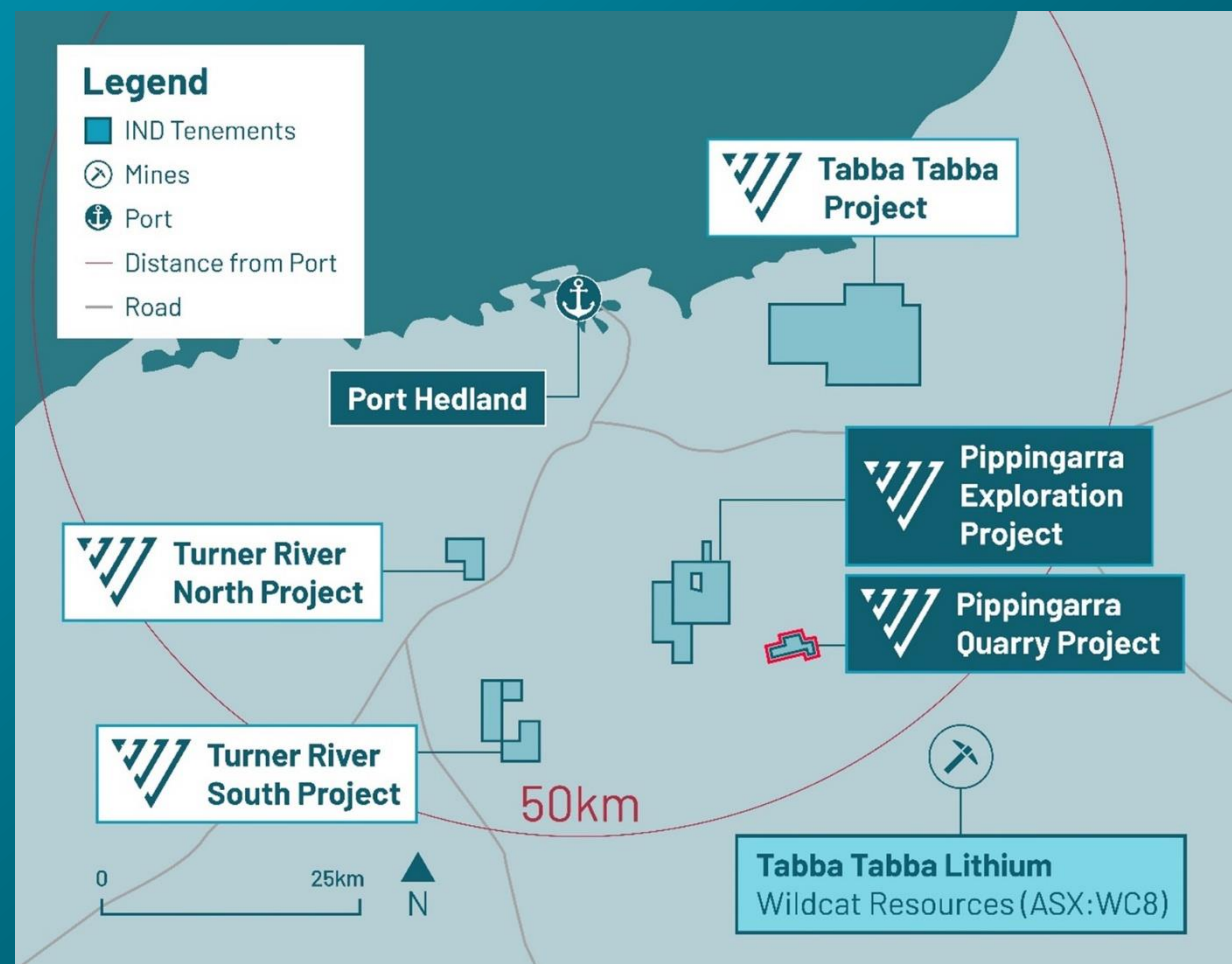 Legend
IND Tenements
Mines
Port
Distance from Port
Road
Tabba Tabba
Project
Port Hedland
Pippingarra
Exploration
Project
Turner River
North Project
Pippingarra
Quarry Project
Turner River
South Project
50km
0 25km
N
Tabba Tabba Lithium
Wildcat Resources (ASX:WC8)